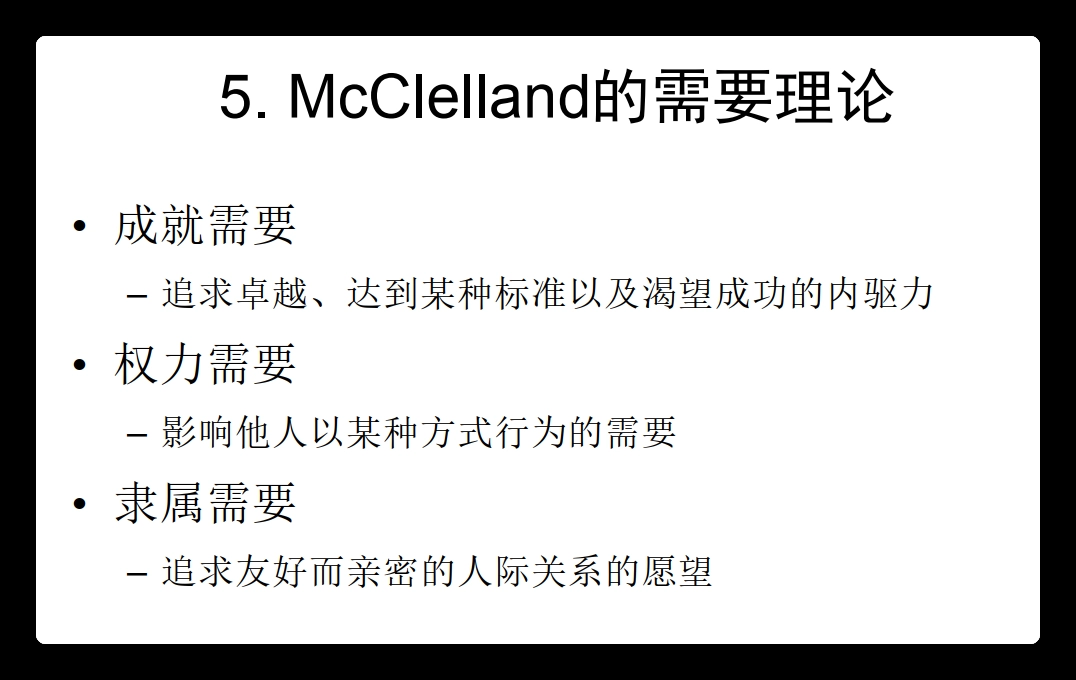 5. McClelland的需要理论
• 成就需要
– 追求卓越、达到某种标准以及渴望成功的内驱力
• 权力需要
– 影响他人以某种方式行为的需要
• 隶属需要
– 追求友好而亲密的人际关系的愿望